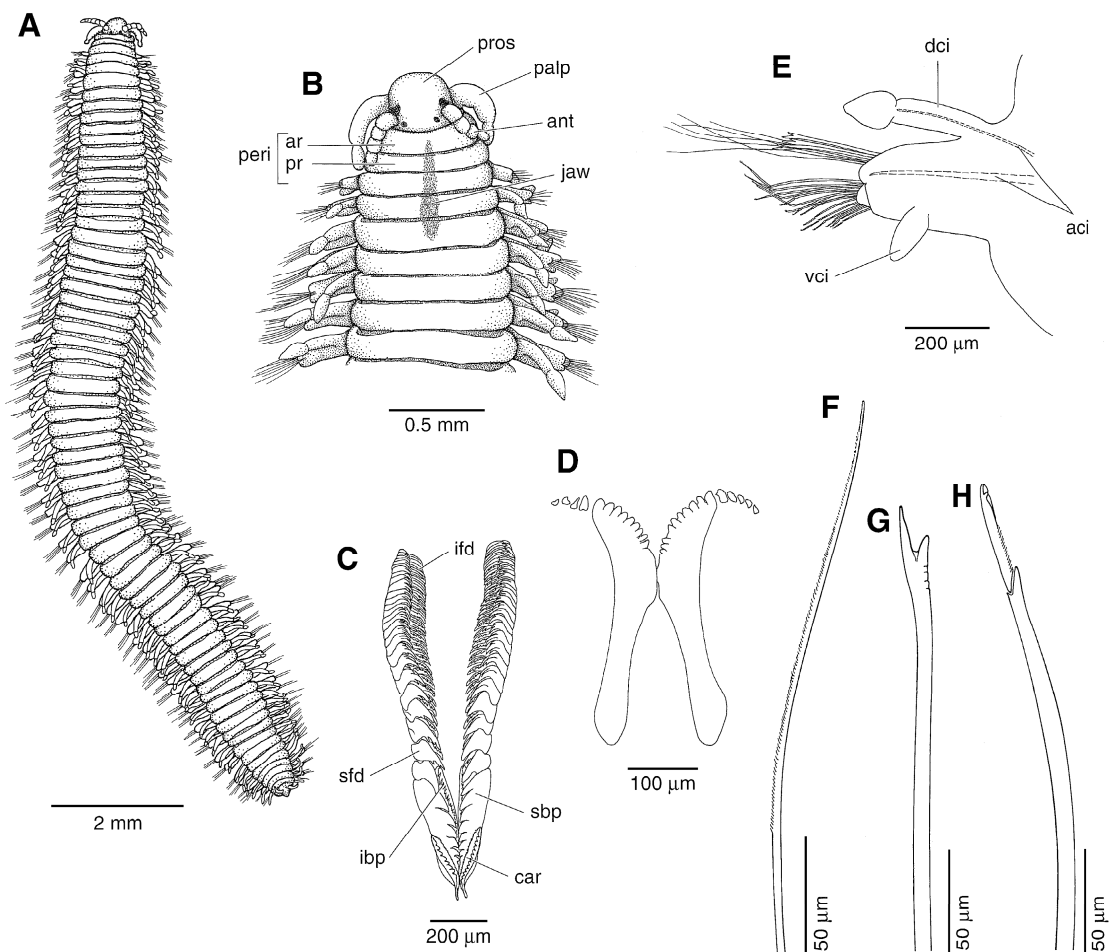 A
B
pros
palp
ant
peri
ar
pr
jaw
0.5 mm
E
dci
aci
vci
200 µm
D
100 µm
C
ifd
sfd
sbp
ibp
car
200 µm
2 mm
F
50 µm
G
50 µm
H
50 µm